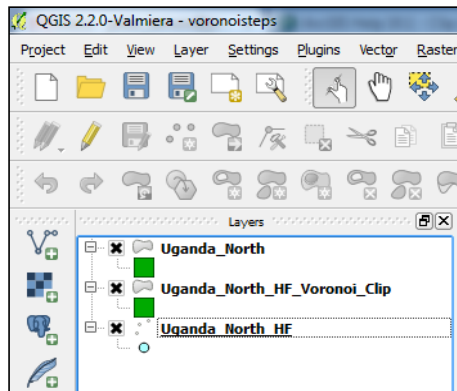 QGIS 2.2.0-Valmiera - voronoisteps
Project Edit View Layer Settings Plugins Vector Raster
Layers
Uganda_North
Uganda_North_HF_Voronoi_Clip
Uganda_North_HF